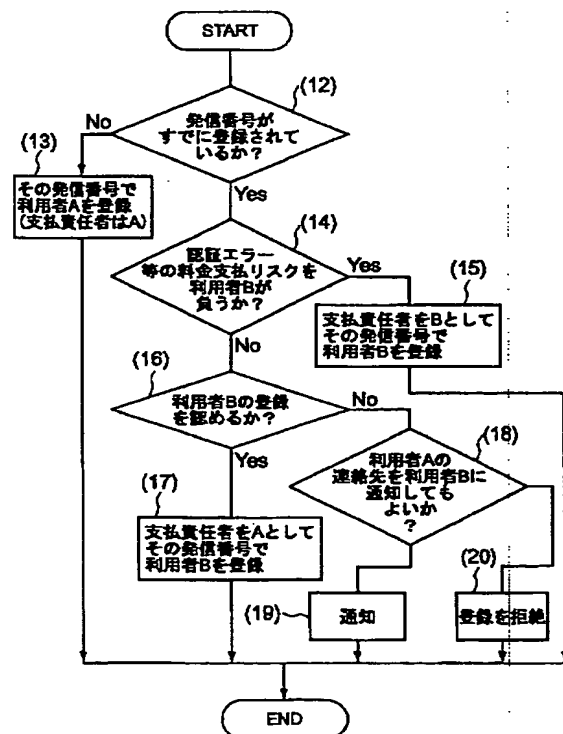 START
(12)
発信番号が
すでに登録されて
いるか？
No
(13)
その発信番号で
利用者Aを登録
(支払責任者はA)
Yes
(14)
認証エラー
等の料金支払リスクを
利用者Bが
負うか？
Yes
(15)
支払責任者をBとして
その発信番号で
利用者Bを登録
No
(16)
利用者Bの登録
を認めるか？
No
(18)
利用者Aの
連絡先を利用者Bに
通知しても
よいか
？
Yes
(17)
支払責任者をAとして
その発信番号で
利用者Bを登録
(19)
通知
(20)
登録を拒絶
END